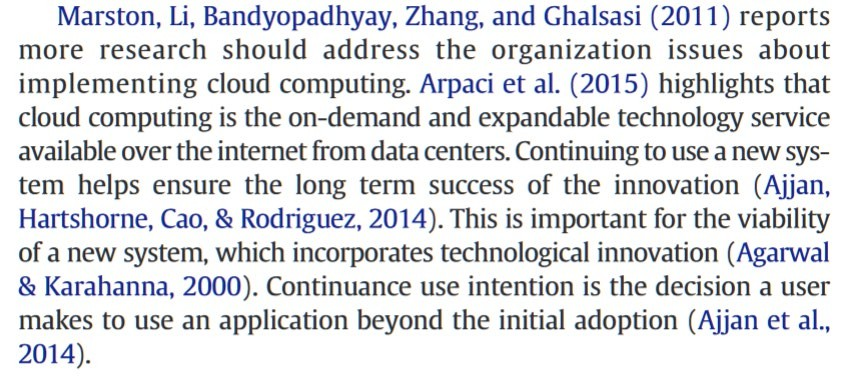 Marston, Li, Bandyopadhyay, Zhang, and Ghalsasi (2011) reports
more research should address the organization issues about
implementing cloud computing. Arpaci et al. (2015) highlights that
cloud computing is the on-demand and expandable technology service
available over the internet from data centers. Continuing to use a new sys-
tem helps ensure the long term success of the innovation (Ajjan,
Hartshorne, Cao, & Rodriguez, 2014). This is important for the viability
of a new system, which incorporates technological innovation (Agarwal
& Karahanna, 2000). Continuance use intention is the decision a user
makes to use an application beyond the initial adoption (Ajjan et al.,
2014).